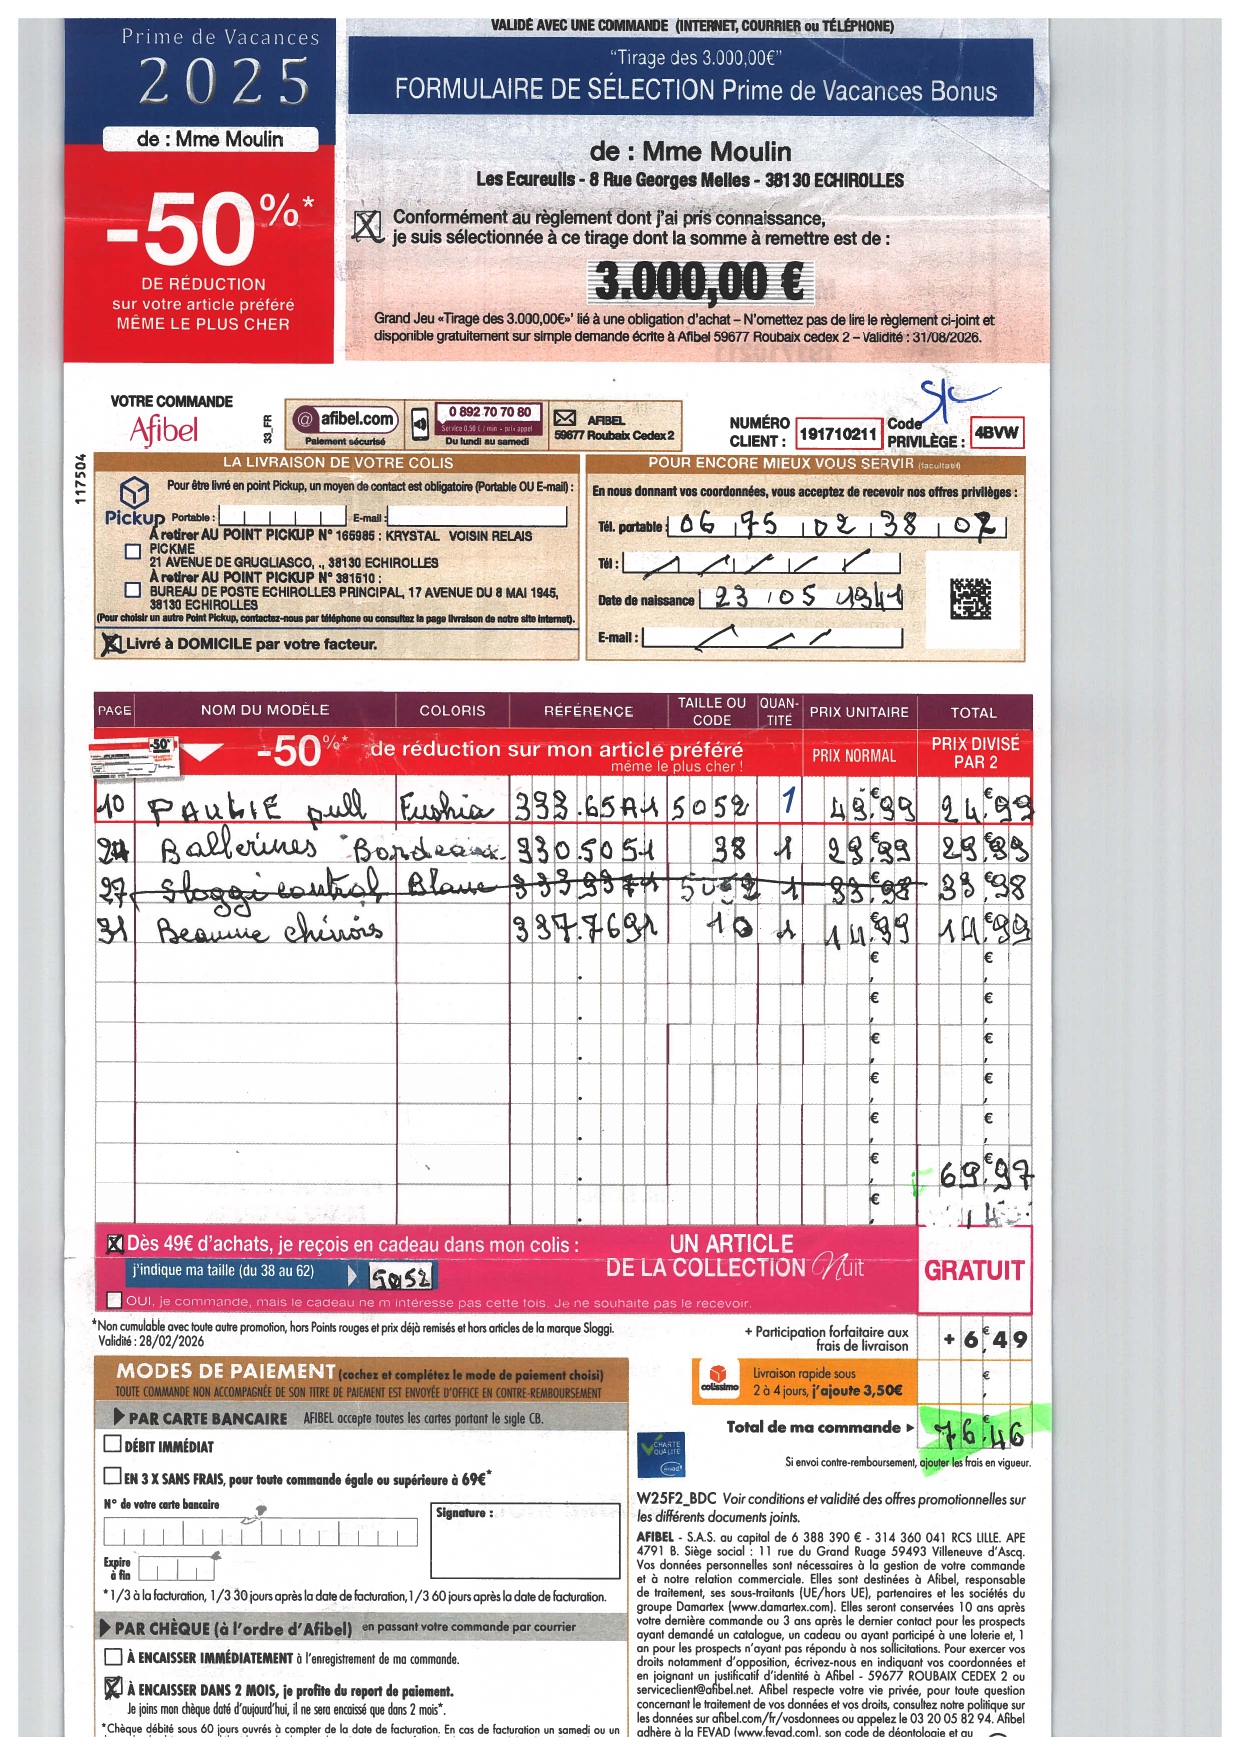 VALIDÉ AVEC UNE COMMANDE (INTERNET, COURRIER ou TÉLÉPHONE)
Prime de Vacances
2025
de : Mme Moulin
-50%*
DE RÉDUCTION
sur votre article préféré
MÊME LE PLUS CHER
"Tirage des 3.000,00€"
FORMULAIRE DE SÉLECTION Prime de Vacances Bonus
de : Mme Moulin
Les Ecureuils - 8 Rue Georges Melies - 38130 ECHIROLLES
Conformément au règlement dont j'ai pris connaissance,
je suis sélectionnée à ce tirage dont la somme à remettre est de :
3.000,00 €
Grand Jeu «Tirage des 3.000,00€»' lié à une obligation d'achat – N'omettez pas de lire le règlement ci-joint et
disponible gratuitement sur simple demande écrite à Afibel 59677 Roubaix cedex 2 – Validité : 31/08/2026.
VOTRE COMMANDE
Afibel
33_FR
@ afibel.com
Paiement sécurisé
0 892 70 70 80
Service 0,50 € / min + prix appel
Du lundi au samedi
AFIBEL
59677 Roubaix Cedex 2
NUMÉRO CLIENT : 191710211
Code PRIVILÈGE : 4BVW
117504
LA LIVRAISON DE VOTRE COLIS
Pour être livré en point Pickup, un moyen de contact est obligatoire (Portable OU E-mail) :
Pickup Portable : E-mail :
A retirer AU POINT PICKUP N° 165985 : KRYSTAL VOISIN RELAIS
PICKME
21 AVENUE DE GRUGLIASCO, ., 38130 ECHIROLLES
À retirer AU POINT PICKUP N° 381510 :
BUREAU DE POSTE ECHIROLLES PRINCIPAL, 17 AVENUE DU 8 MAI 1945,
38130 ECHIROLLES
(Pour choisir un autre Point Pickup, contactez-nous par téléphone ou consultez la page livraison de notre site Internet).
Livré à DOMICILE par votre facteur.
POUR ENCORE MIEUX VOUS SERVIR (facultatif)
En nous donnant vos coordonnées, vous acceptez de recevoir nos offres privilèges :
Tél. portable : 06 75 02 38 02
Tél :
Date de naissance 23 05 1941
E-mail :
PAGE NOM DU MODÈLE COLORIS RÉFÉRENCE TAILLE OU CODE QUAN-TITÉ PRIX UNITAIRE TOTAL
-50%* de réduction sur mon article préféré
même le plus cher !
PRIX NORMAL
PRIX DIVISÉ PAR 2
10 PAULIE pull Fushia 333.65A1 5052 1 49,99 24,99
24 Ballerines Bordeaux 330.5051 38 1 29,99 29,99
27 Sloggi control Blanc 333.9371 5052 1 33,98 33,98
31 Beaume chinois 337.7691 10 1 14,99 14,99
69,97
Dès 49€ d'achats, je reçois en cadeau dans mon colis :
j'indique ma taille (du 38 au 62) 5052
UN ARTICLE
DE LA COLLECTION Nuit
GRATUIT
OUI, je commande, mais le cadeau ne m'intéresse pas cette fois. Je ne souhaite pas le recevoir.
*Non cumulable avec toute autre promotion, hors Points rouges et prix déjà remisés et hors articles de la marque Sloggi.
Validité : 28/02/2026
+ Participation forfaitaire aux
frais de livraison
+ 6,49
colissimo
Livraison rapide sous
2 à 4 jours, j'ajoute 3,50€
Total de ma commande
76,46
Si envoi contre-remboursement, ajouter les frais en vigueur.
CHARTE QUALITÉ
MODES DE PAIEMENT (cochez et complétez le mode de paiement choisi)
TOUTE COMMANDE NON ACCOMPAGNÉE DE SON TITRE DE PAIEMENT EST ENVOYÉE D'OFFICE EN CONTRE-REMBOURSEMENT
PAR CARTE BANCAIRE AFIBEL accepte toutes les cartes portant le sigle CB.
DÉBIT IMMÉDIAT
EN 3 X SANS FRAIS, pour toute commande égale ou supérieure à 69€*
N° de votre carte bancaire
Signature :
Expire
à fin
*1/3 à la facturation, 1/3 30 jours après la date de facturation, 1/3 60 jours après la date de facturation.
PAR CHÈQUE (à l'ordre d'Afibel) en passant votre commande par courrier
À ENCAISSER IMMÉDIATEMENT à l'enregistrement de ma commande.
À ENCAISSER DANS 2 MOIS, je profite du report de paiement.
Je joins mon chèque daté d'aujourd'hui, il ne sera encaissé que dans 2 mois*.
*Chèque débité sous 60 jours ouvrés à compter de la date de facturation. En cas de facturation un samedi ou un
W25F2_BDC Voir conditions et validité des offres promotionnelles sur
les différents documents joints.
AFIBEL - S.A.S. au capital de 6 388 390 € - 314 360 041 RCS LILLE. APE
4791 B. Siège social : 11 rue du Grand Ruage 59493 Villeneuve d'Ascq.
Vos données personnelles sont nécessaires à la gestion de votre commande
et à notre relation commerciale. Elles sont destinées à Afibel, responsable
de traitement, ses sous-traitants (UE/hors UE), partenaires et les sociétés du
groupe Damartex (www.damartex.com). Elles seront conservées 10 ans après
votre dernière commande ou 3 ans après le dernier contact pour les prospects
ayant demandé un catalogue, un cadeau ou ayant participé à une loterie et, 1
an pour les prospects n'ayant pas répondu à nos sollicitations. Pour exercer vos
droits notamment d'opposition, écrivez-nous en indiquant vos coordonnées et
en joignant un justificatif d'identité à Afibel - 59677 ROUBAIX CEDEX 2 ou
serviceclient@afibel.net. Afibel respecte votre vie privée, pour toute question
concernant le traitement de vos données et vos droits, consultez notre politique sur
les données sur afibel.com/fr/vosdonnees ou appelez le 03 20 05 82 94. Afibel
adhère à la FEVAD (www.fevad.com), son code de déontologie et au